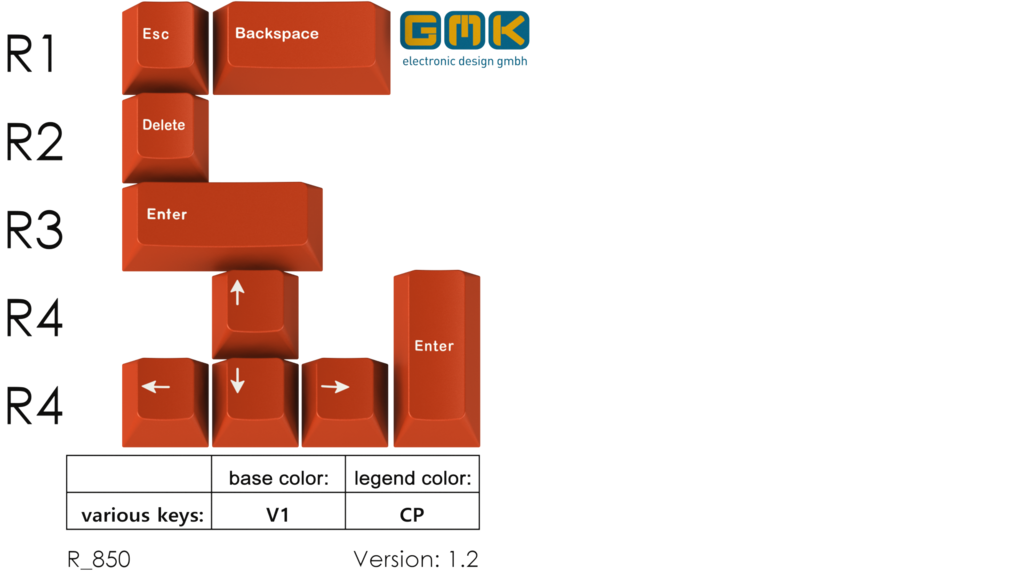 R1
Esc
Backspace
GMK
electronic design gmbh
R2
Delete
R3
Enter
R4
↑
Enter
R4
← ↓ →
base color: legend color:
various keys: V1 CP
R_850 Version: 1.2